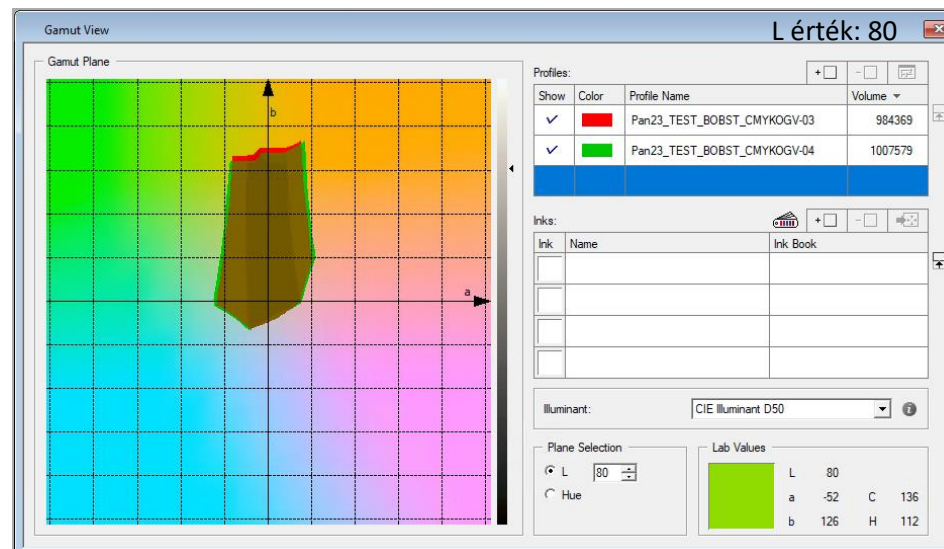 Gamut View
L érték: 80
Gamut Plane
b
a
Profiles:
Show Color Profile Name Volume
Pan23_TEST_BOBST_CMYKOGV-03 984369
Pan23_TEST_BOBST_CMYKOGV-04 1007579
Inks:
Ink Name Ink Book
Illuminant: CIE Illuminant D50
Plane Selection
L 80
Hue
Lab Values
L 80
a -52 C 136
b 126 H 112